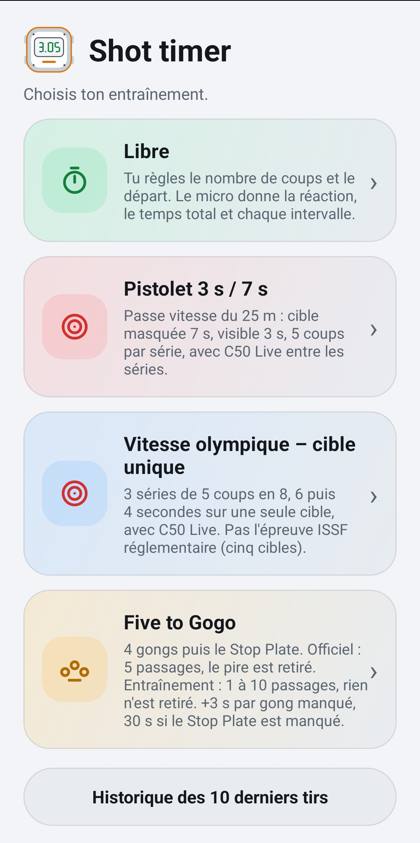 3.05
Shot timer
Choisis ton entraînement.
Libre
Tu règles le nombre de coups et le
départ. Le micro donne la réaction,
le temps total et chaque intervalle.
Pistolet 3 s / 7 s
Passe vitesse du 25 m : cible
masquée 7 s, visible 3 s, 5 coups
par série, avec C50 Live entre les
séries.
Vitesse olympique – cible
unique
3 séries de 5 coups en 8, 6 puis
4 secondes sur une seule cible,
avec C50 Live. Pas l'épreuve ISSF
réglementaire (cinq cibles).
Five to Gogo
4 gongs puis le Stop Plate. Officiel :
5 passages, le pire est retiré.
Entraînement : 1 à 10 passages, rien
n'est retiré. +3 s par gong manqué,
30 s si le Stop Plate est manqué.
Historique des 10 derniers tirs